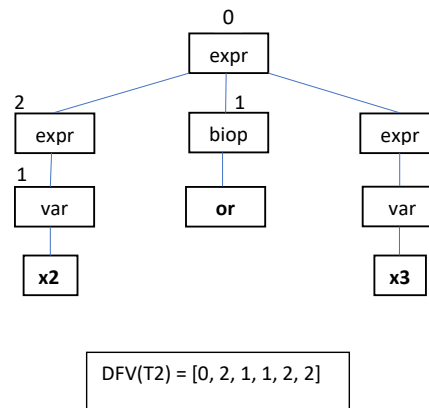 0
expr
2
1
expr
biop
expr
1
var
or
var
x2
x3
DFV(T2) = [0, 2, 1, 1, 2, 2]